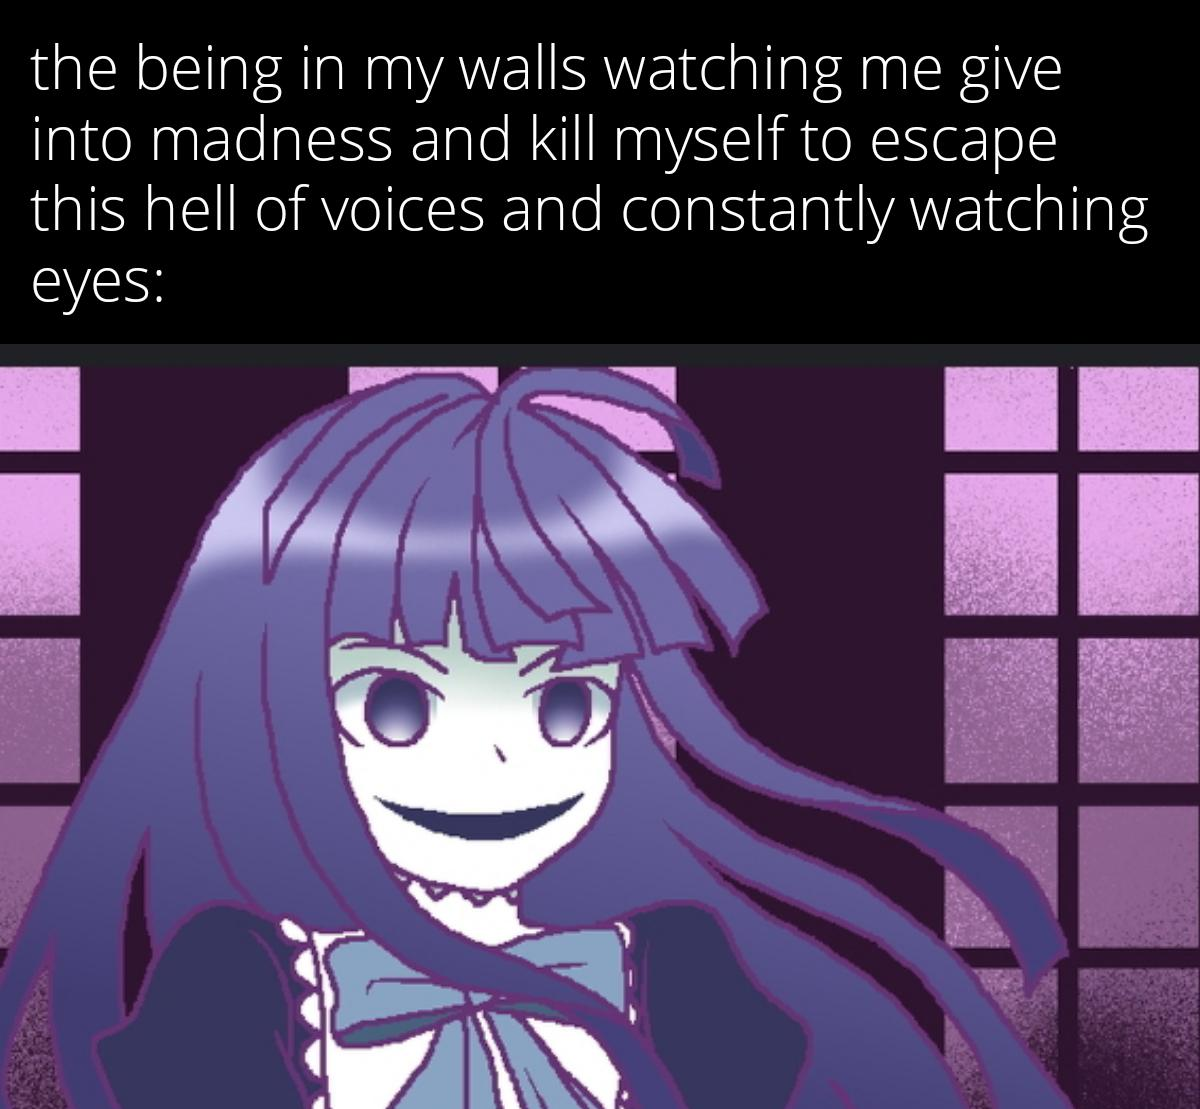 the being in my walls watching me give
into madness and kill myself to escape
this hell of voices and constantly watching
eyes: